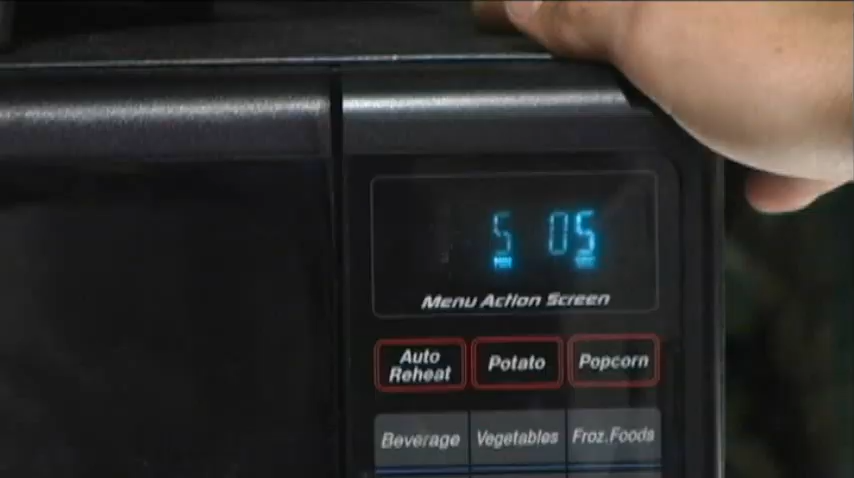 5 05
Menu Action Screen
Auto Reheat
Potato
Popcorn
Beverage
Vegetables
Froz.Foods